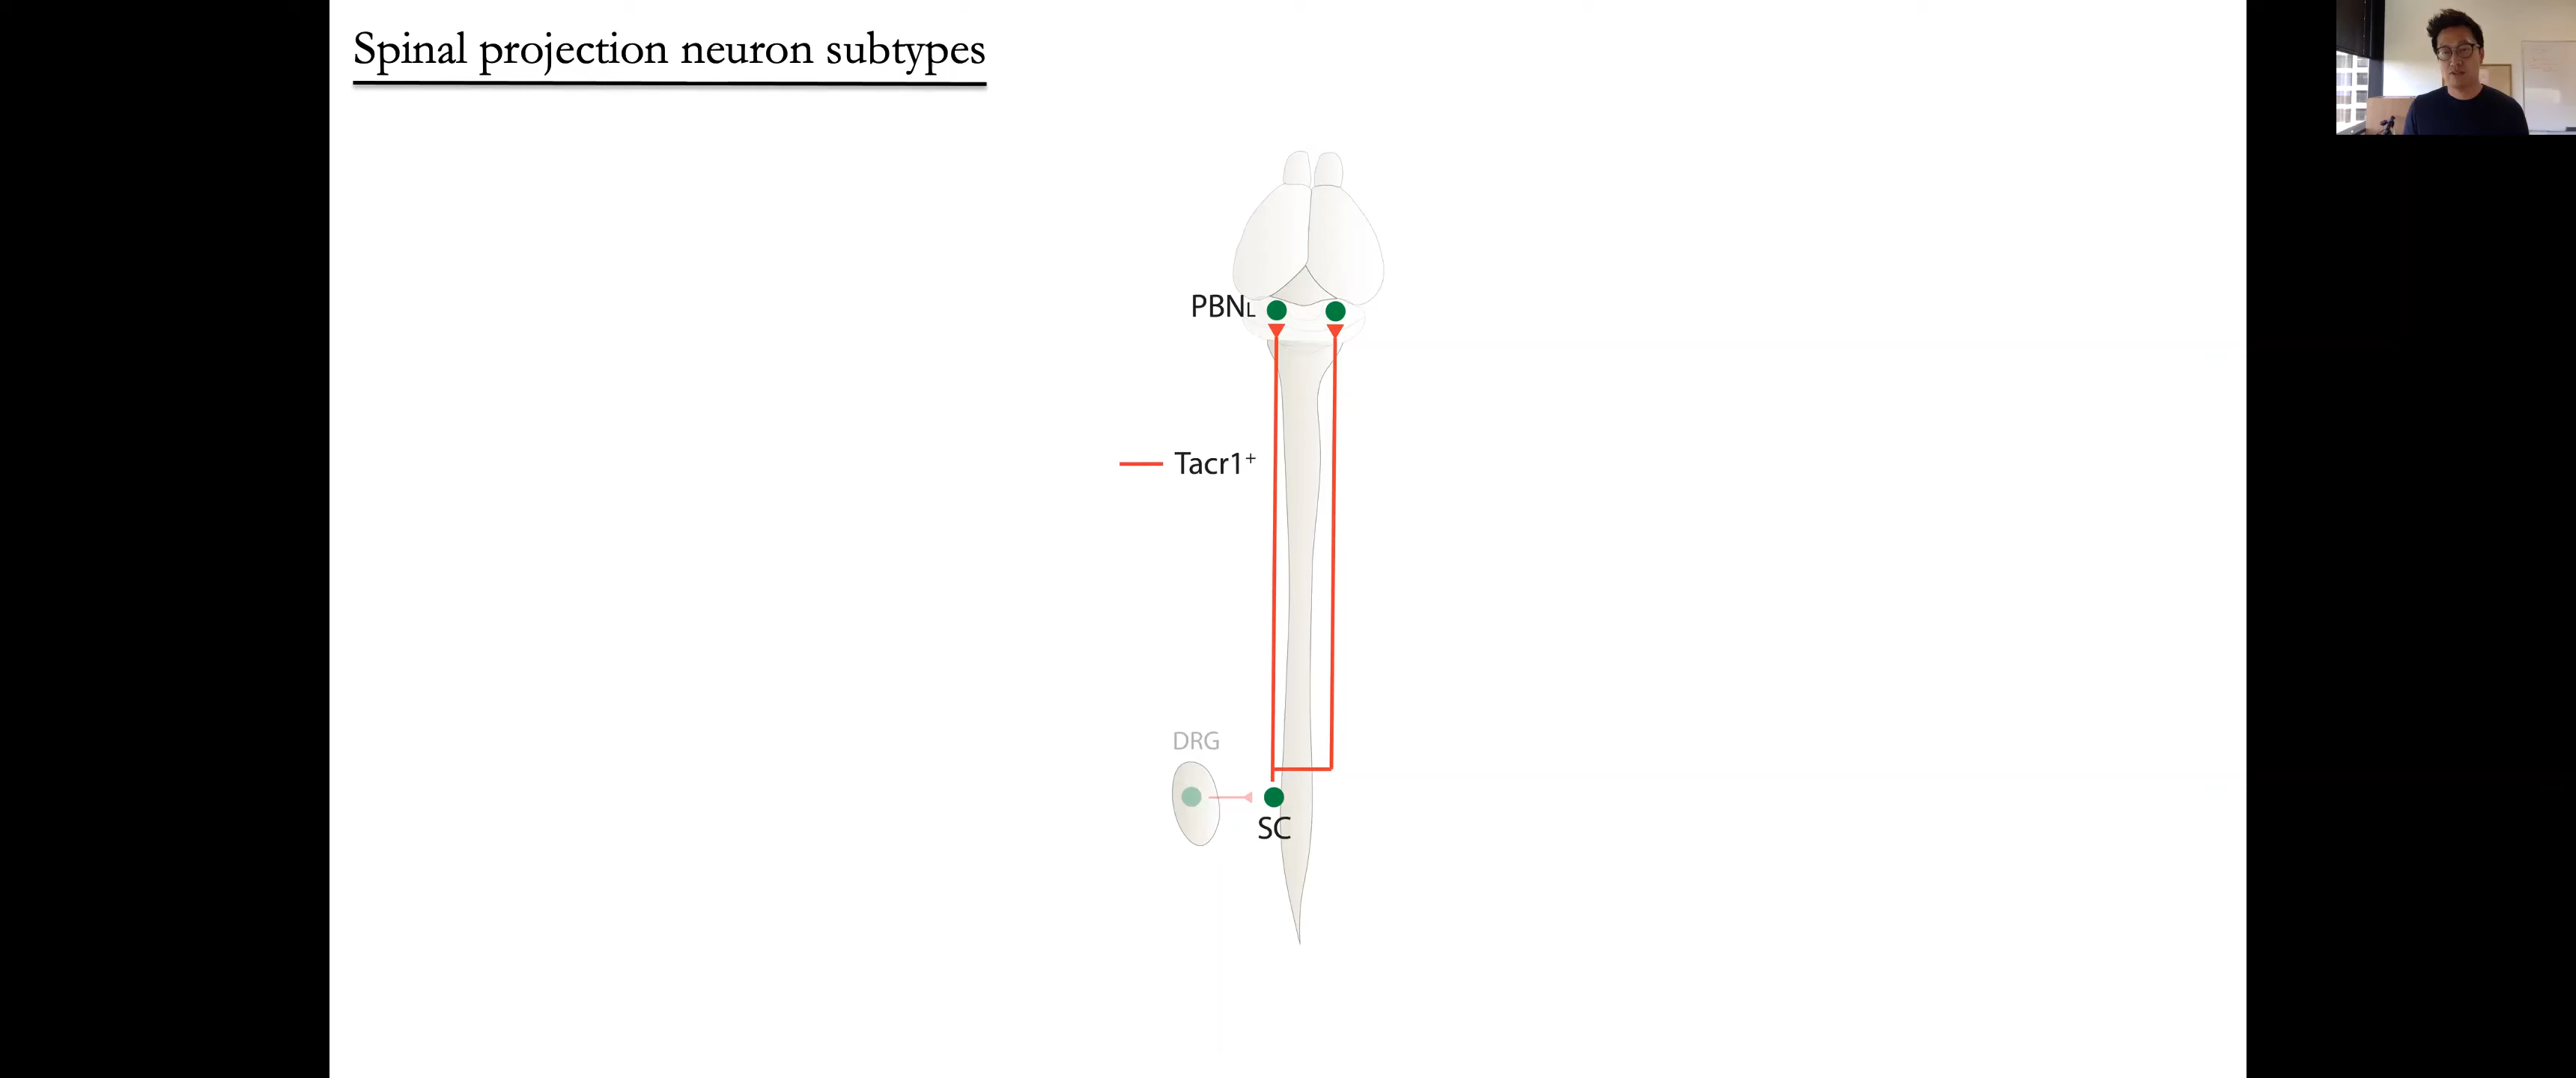 Spinal projection neuron subtypes
PBNL
Tacr1⁺
DRG
SC